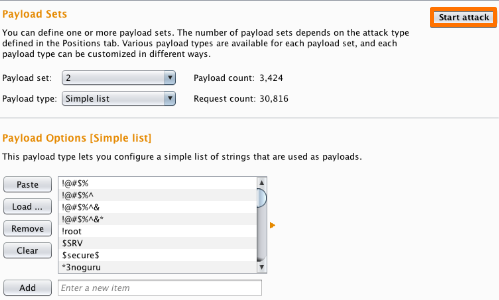 Payload Sets
Start attack
You can define one or more payload sets. The number of payload sets depends on the attack type
defined in the Positions tab. Various payload types are available for each payload set, and each
payload type can be customized in different ways.
Payload set: 2 Payload count: 3,424
Payload type: Simple list Request count: 30,816
Payload Options [Simple list]
This payload type lets you configure a simple list of strings that are used as payloads.
Paste
Load ...
Remove
Clear
!@#$%
!@#$%^
!@#$%^&
!@#$%^&*
!root
$SRV
$secure$
*3noguru
Add Enter a new item